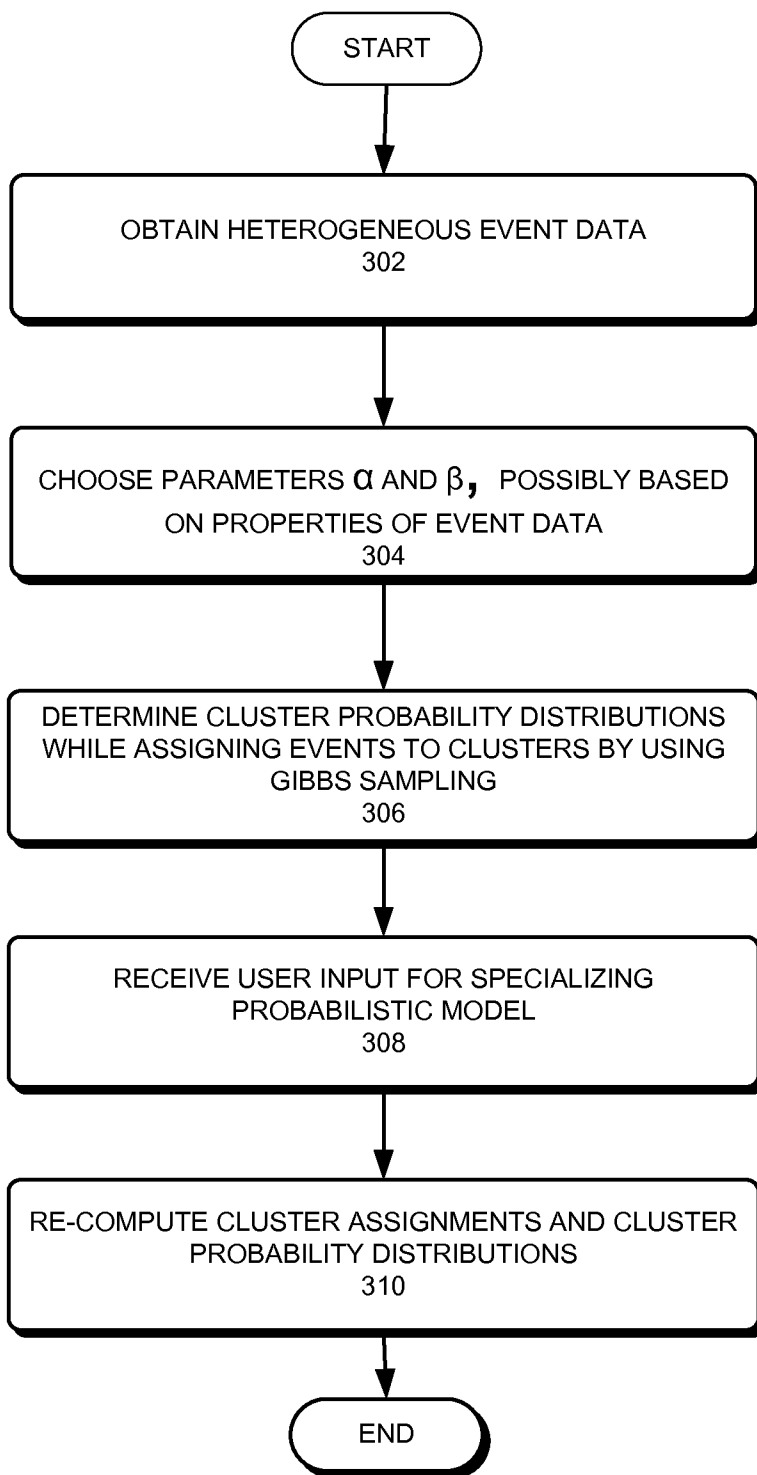 START
OBTAIN HETEROGENEOUS EVENT DATA
302
CHOOSE PARAMETERS α AND β, POSSIBLY BASED
ON PROPERTIES OF EVENT DATA
304
DETERMINE CLUSTER PROBABILITY DISTRIBUTIONS
WHILE ASSIGNING EVENTS TO CLUSTERS BY USING
GIBBS SAMPLING
306
RECEIVE USER INPUT FOR SPECIALIZING
PROBABILISTIC MODEL
308
RE-COMPUTE CLUSTER ASSIGNMENTS AND CLUSTER
PROBABILITY DISTRIBUTIONS
310
END